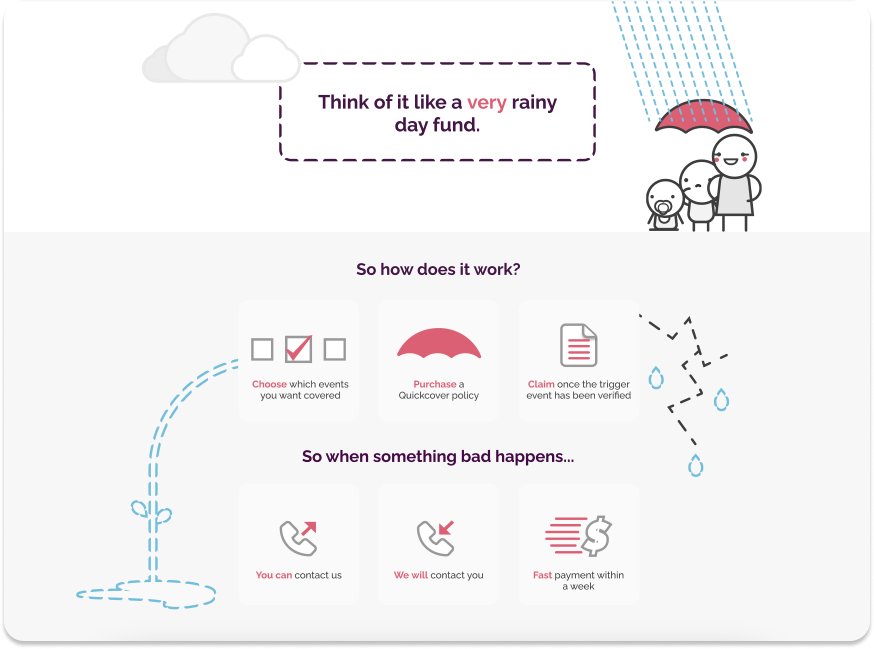 Think of it like a very rainy
day fund.
So how does it work?
Choose which events
you want covered
Purchase a
Quickcover policy
Claim once the trigger
event has been verified
So when something bad happens...
You can contact us
We will contact you
Fast payment within
a week